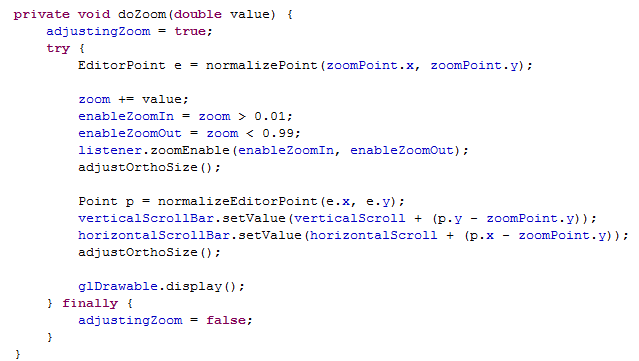 private void doZoom(double value) {
    adjustingZoom = true;
    try {
        EditorPoint e = normalizePoint(zoomPoint.x, zoomPoint.y);

        zoom += value;
        enableZoomIn = zoom > 0.01;
        enableZoomOut = zoom < 0.99;
        listener.zoomEnable(enableZoomIn, enableZoomOut);
        adjustOrthoSize();

        Point p = normalizeEditorPoint(e.x, e.y);
        verticalScrollBar.setValue(verticalScroll + (p.y - zoomPoint.y));
        horizontalScrollBar.setValue(horizontalScroll + (p.x - zoomPoint.y));
        adjustOrthoSize();

        glDrawable.display();
    } finally {
        adjustingZoom = false;
    }
}